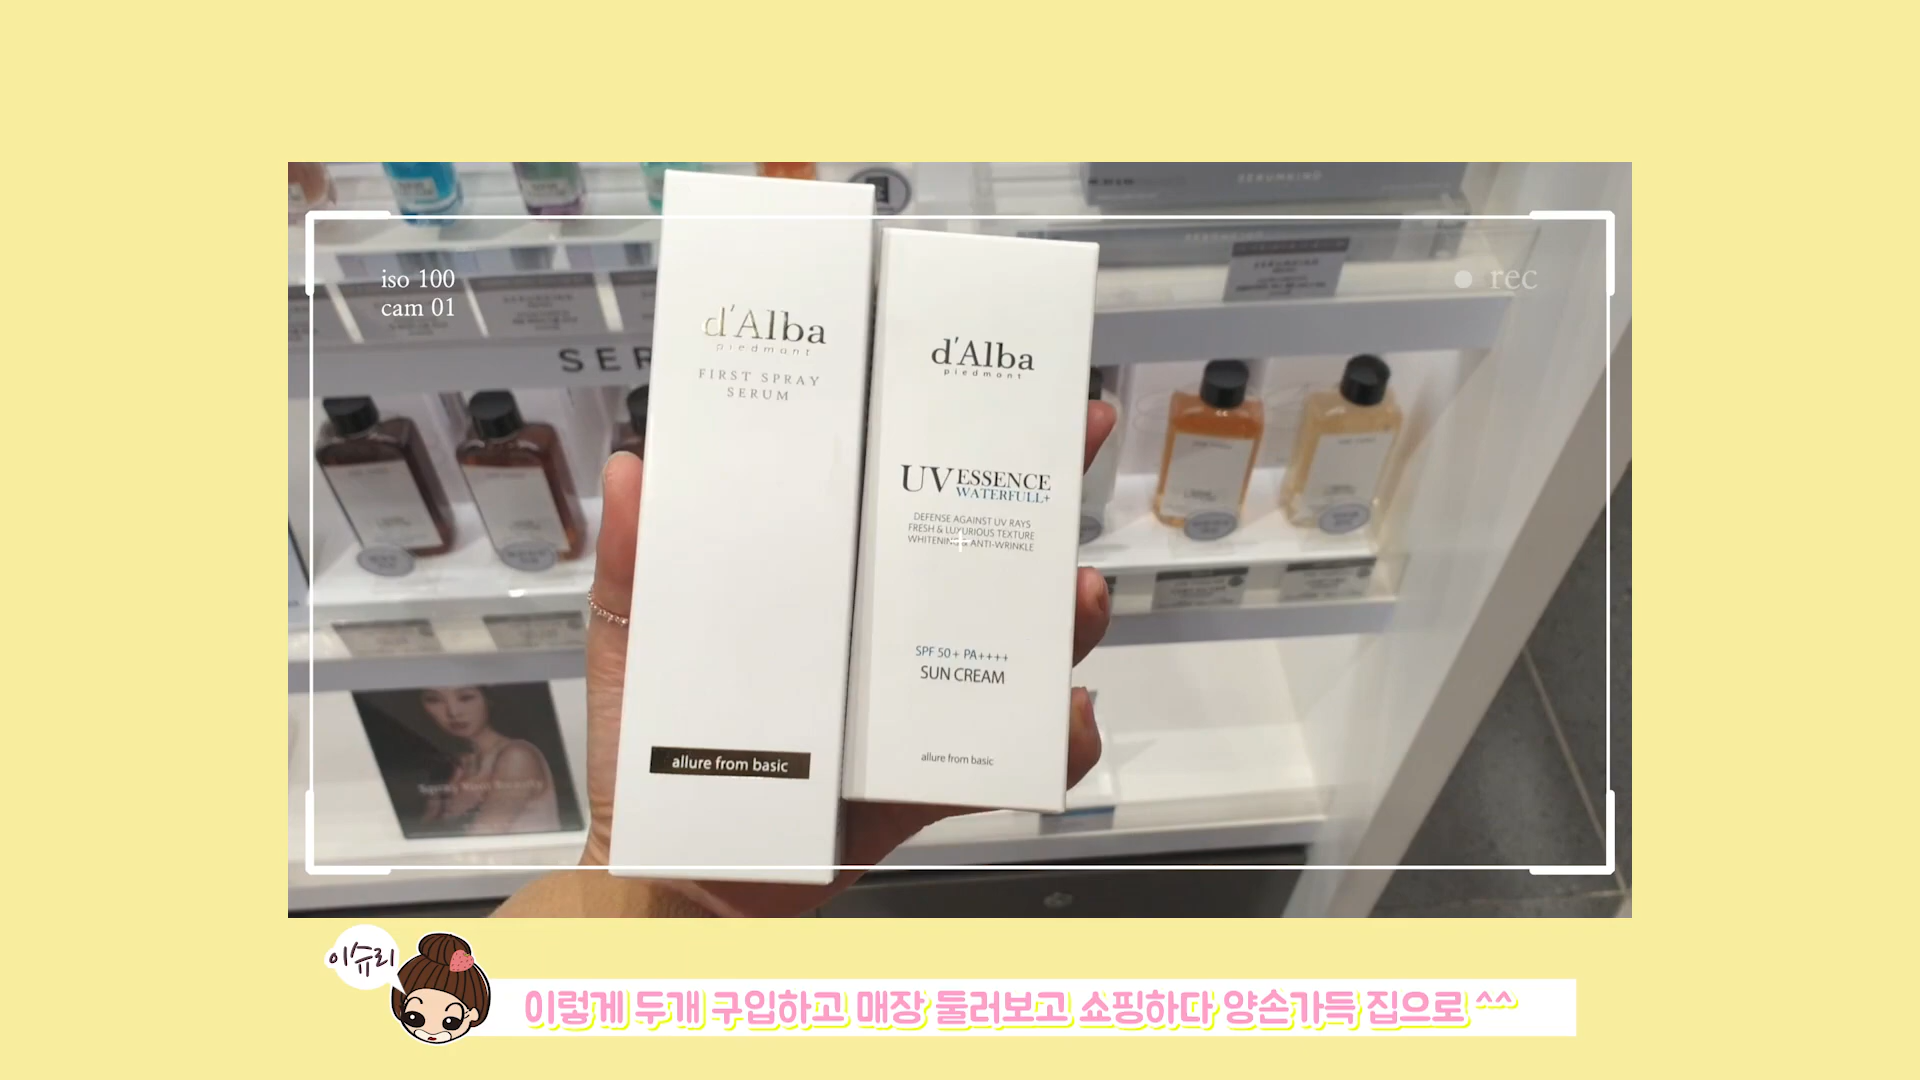 iso 100
cam 01
rec
SER
d'Alba
piedmont
FIRST SPRAY
SERUM
allure from basic
d'Alba
piedmont
UV ESSENCE
WATERFULL+
DEFENSE AGAINST UV RAYS
FRESH & LUXURIOUS TEXTURE
WHITENING & ANTI-WRINKLE
SPF 50+ PA++++
SUN CREAM
allure from basic
이슈리
이렇게 두개 구입하고 매장 둘러보고 쇼핑하다 양손가득 집으로 ^^